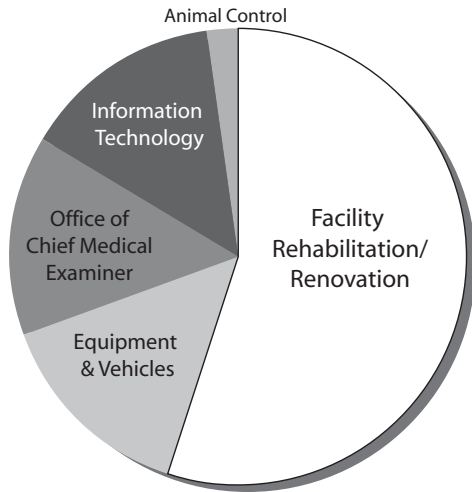 Animal Control
Information
Technology
Office of
Chief Medical
Examiner
Facility
Rehabilitation/
Renovation
Equipment
& Vehicles